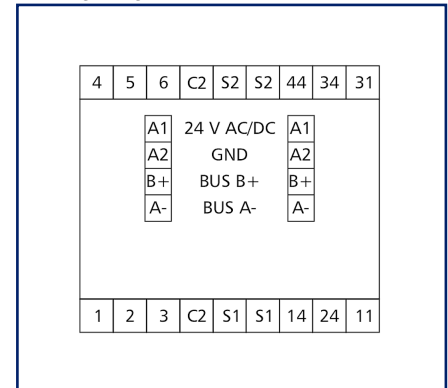 4 5 6 C2 S2 S2 44 34 31
A1 24 V AC/DC A1
A2 GND A2
B+ BUS B+ B+
A- BUS A- A-
1 2 3 C2 S1 S1 14 24 11